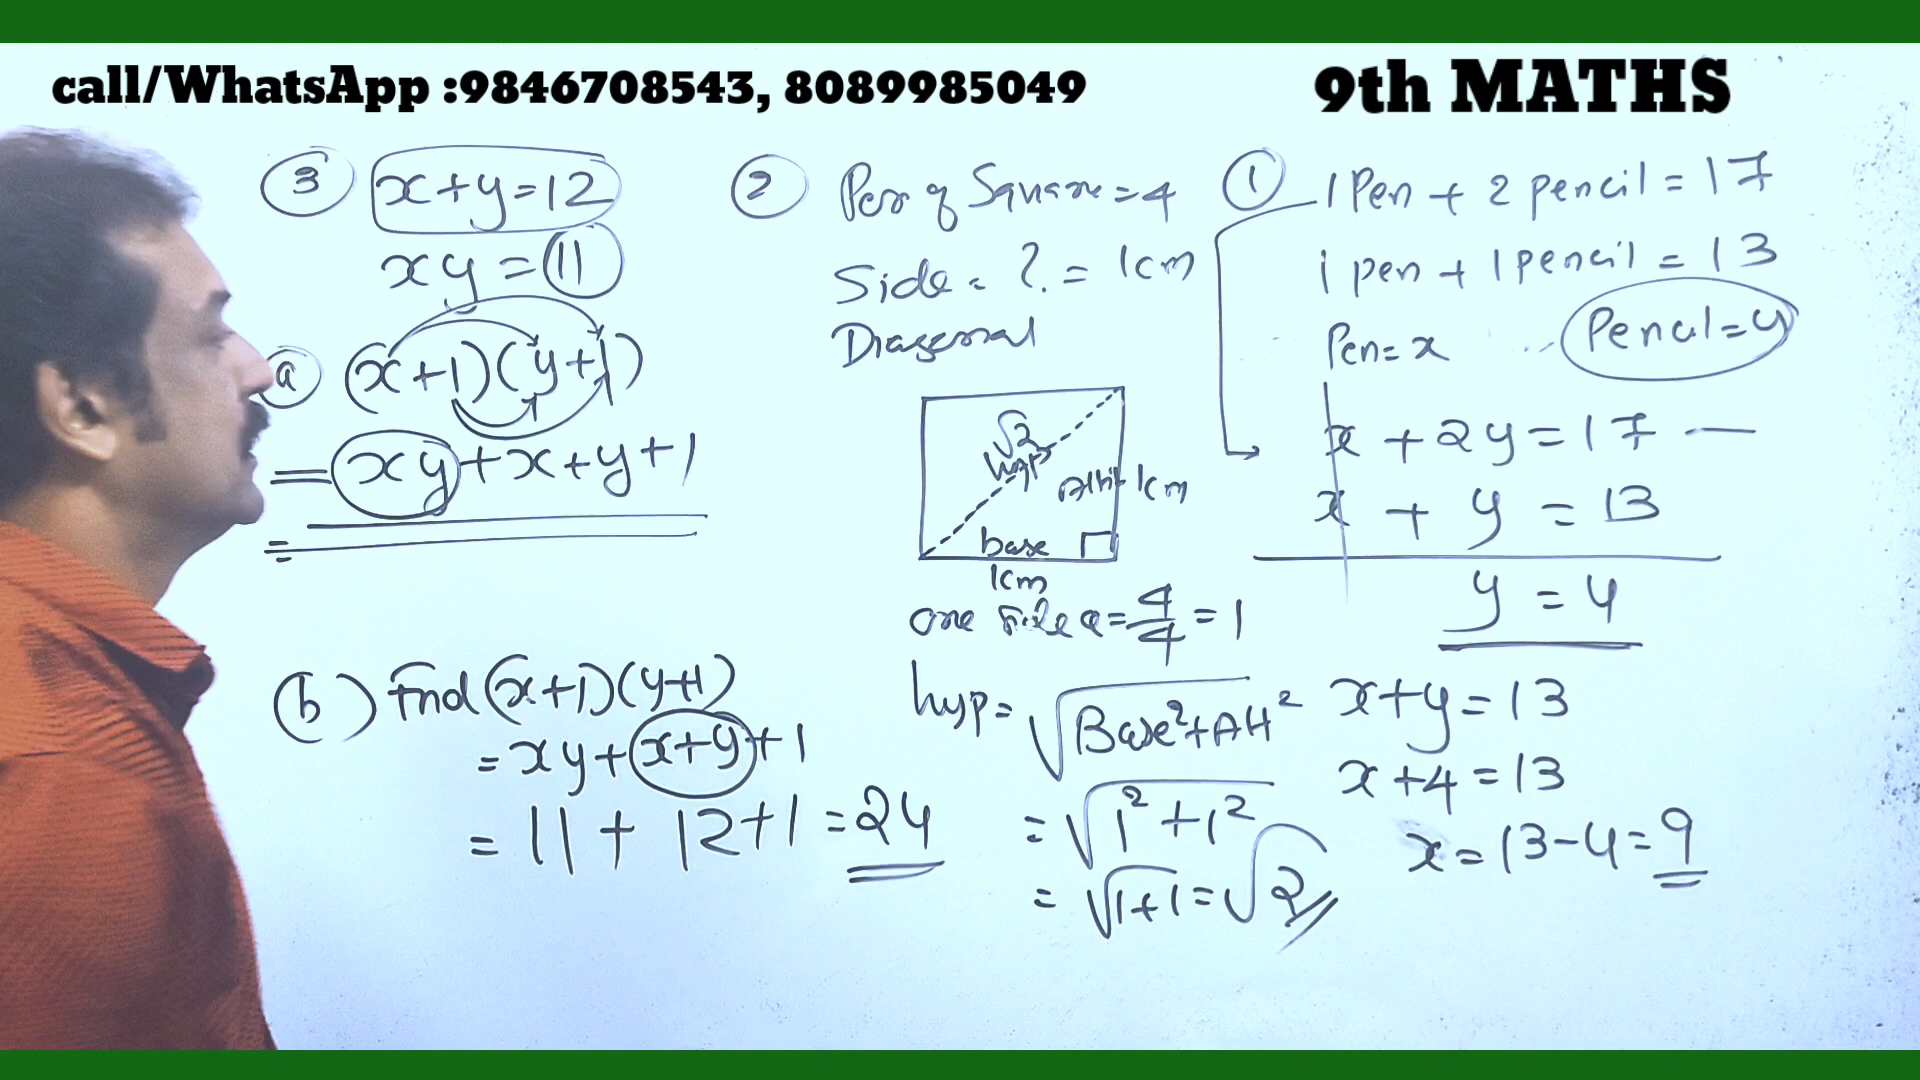 call/WhatsApp :9846708543, 8089985049
9th MATHS
③ x+y=12
xy=11
ⓐ (x+1)(y+1)
= xy+x+y+1
=
ⓑ Find (x+1)(y+1)
= xy+x+y+1
= 11 + 12+1 = 24
② Per of Square = 4
Side = ? = 1cm
Diagonal
√2
hyp
Alti 1cm
base
1cm
one side a = 4/4 = 1
hyp = √Base²+Alt²
= √1²+1²
= √1+1 = √2
① 1 Pen + 2 pencil = 17
1 pen + 1 pencil = 13
Pen = x Pencil = y
x + 2y = 17 —
x + y = 13
y = 4
x+y = 13
x+4 = 13
x = 13-4 = 9